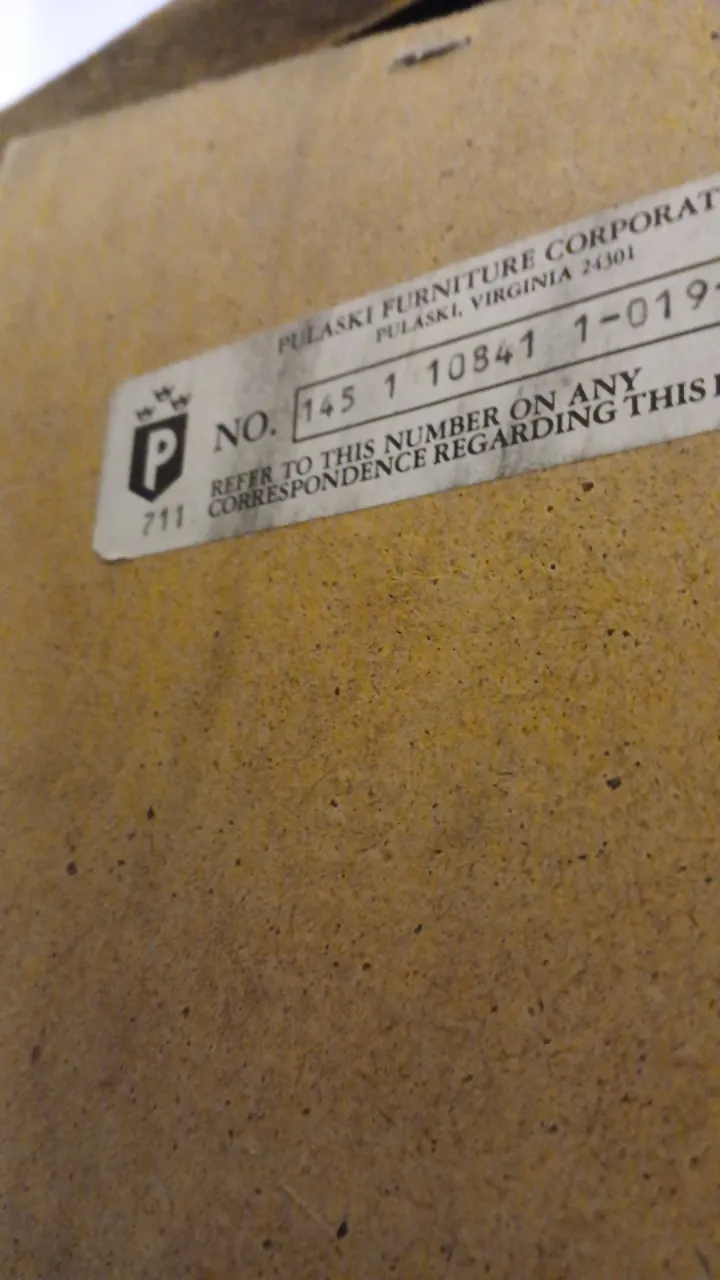 PULASKI FURNITURE CORPORAT
PULASKI, VIRGINIA 24301
NO. 145 1 10841 1-019-
REFER TO THIS NUMBER ON ANY
CORRESPONDENCE REGARDING THIS
P
711